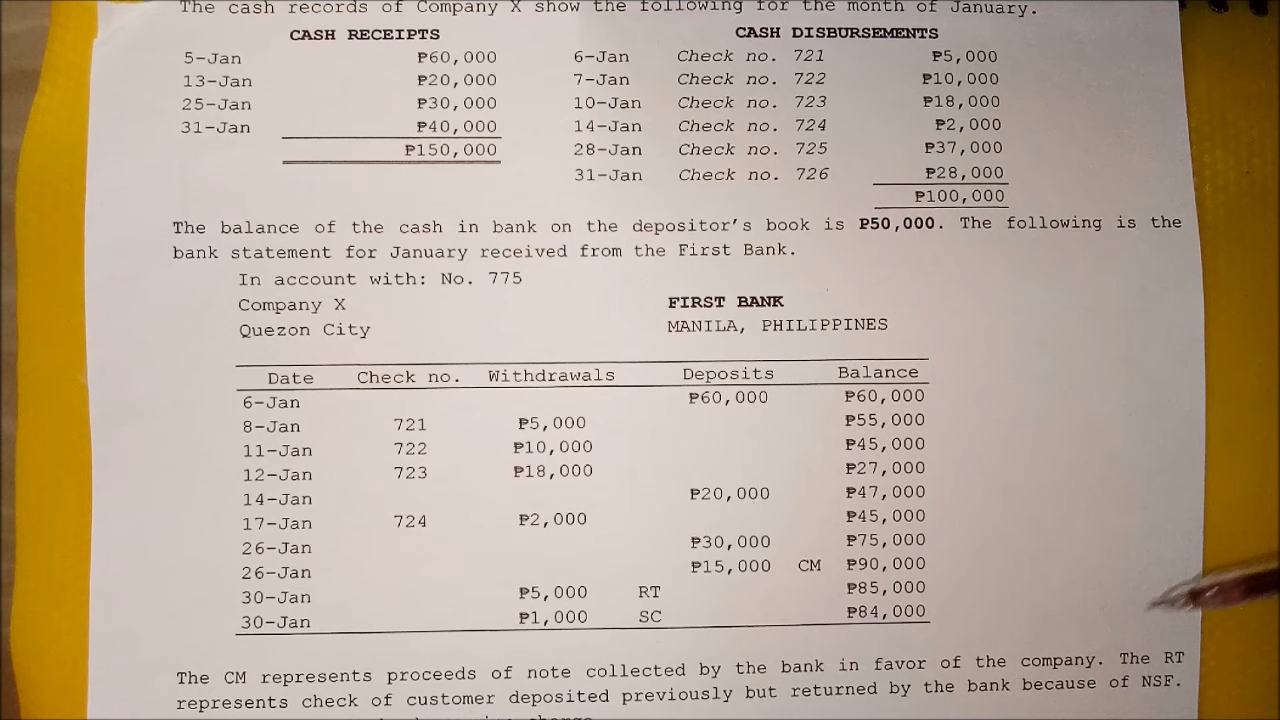 The cash records of Company X show the following for the month of January.
CASH RECEIPTS CASH DISBURSEMENTS
5-Jan ₱60,000 6-Jan Check no. 721 ₱5,000
13-Jan ₱20,000 7-Jan Check no. 722 ₱10,000
25-Jan ₱30,000 10-Jan Check no. 723 ₱18,000
31-Jan ₱40,000 14-Jan Check no. 724 ₱2,000
₱150,000 28-Jan Check no. 725 ₱37,000
31-Jan Check no. 726 ₱28,000
₱100,000
The balance of the cash in bank on the depositor's book is ₱50,000. The following is the
bank statement for January received from the First Bank.
In account with: No. 775
Company X FIRST BANK
Quezon City MANILA, PHILIPPINES
Date Check no. Withdrawals Deposits Balance
6-Jan ₱60,000 ₱60,000
8-Jan 721 ₱5,000 ₱55,000
11-Jan 722 ₱10,000 ₱45,000
12-Jan 723 ₱18,000 ₱27,000
14-Jan ₱20,000 ₱47,000
17-Jan 724 ₱2,000 ₱45,000
26-Jan ₱30,000 ₱75,000
26-Jan ₱15,000 CM ₱90,000
30-Jan ₱5,000 RT ₱85,000
30-Jan ₱1,000 SC ₱84,000
The CM represents proceeds of note collected by the bank in favor of the company. The RT
represents check of customer deposited previously but returned by the bank because of NSF.